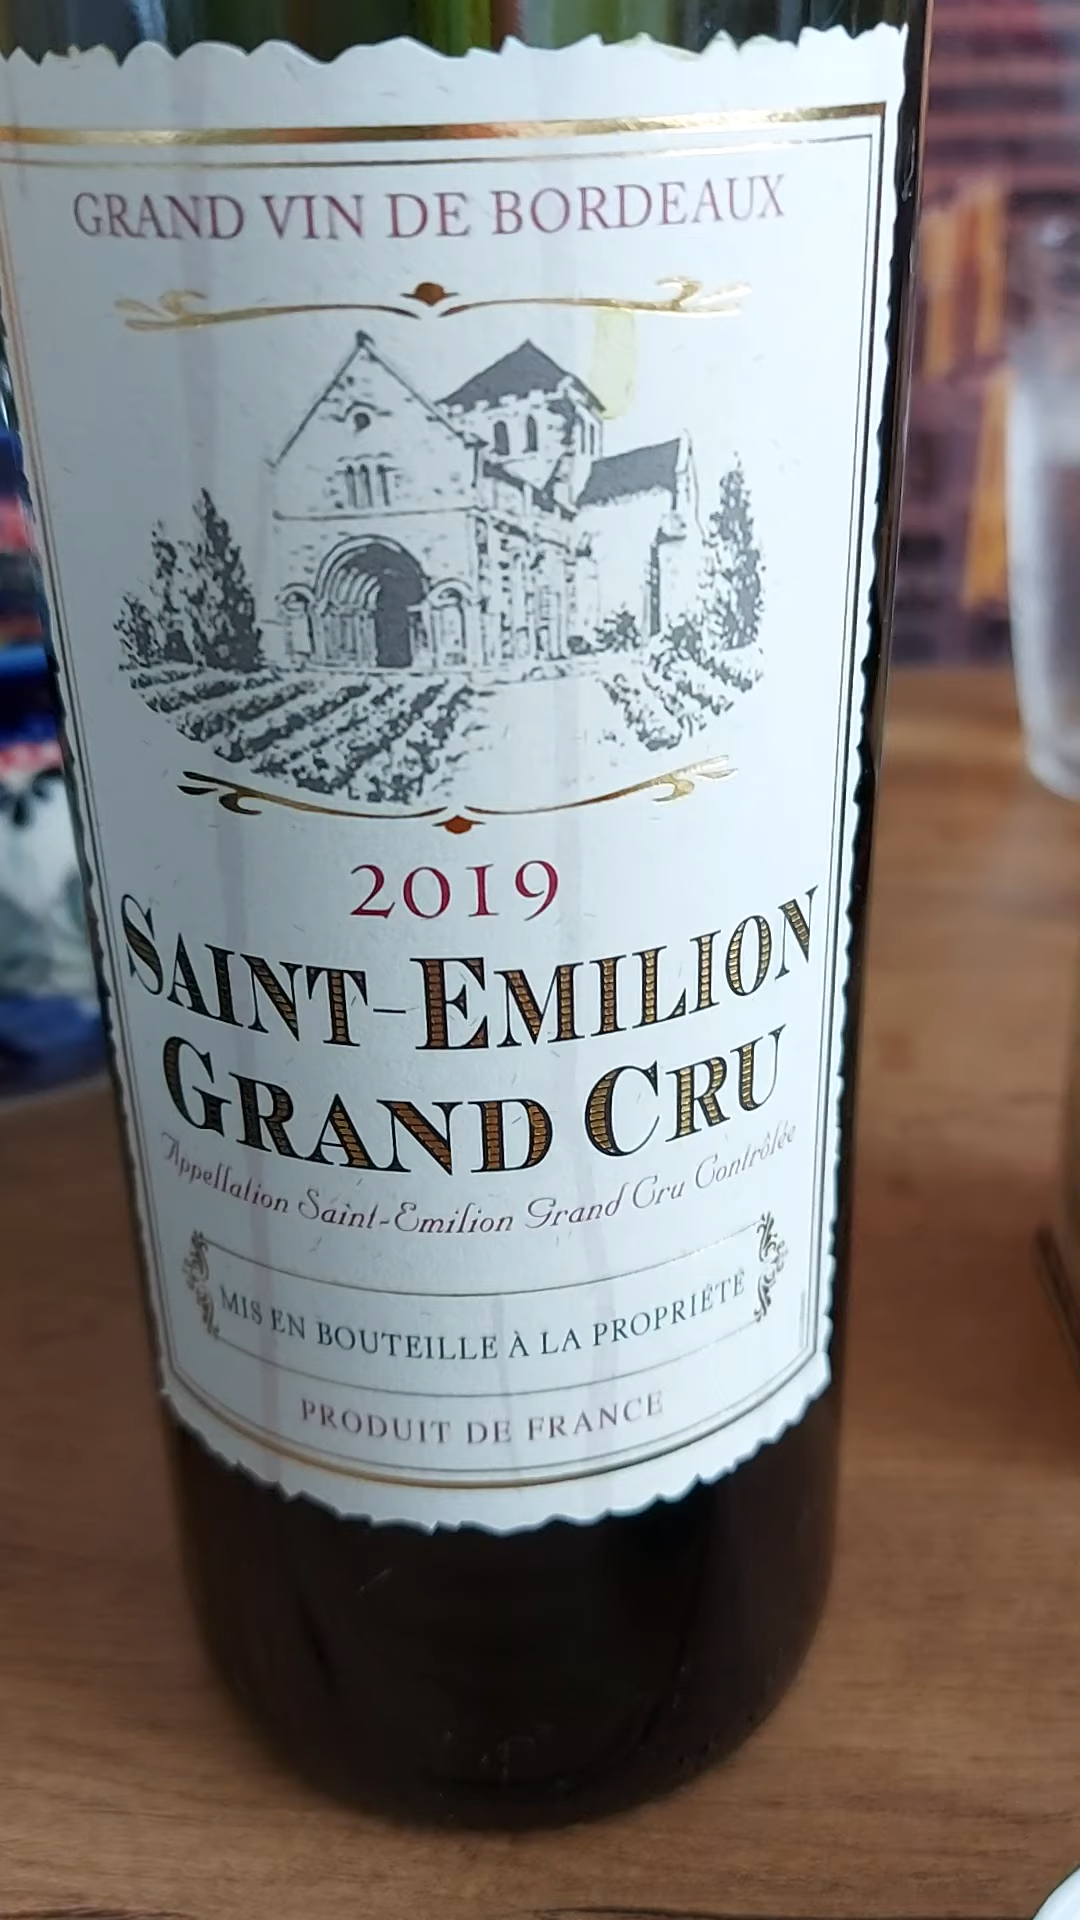 GRAND VIN DE BORDEAUX
2019
SAINT-EMILION
GRAND CRU
Appellation Saint-Emilion Grand Cru Contrôlée
MIS EN BOUTEILLE À LA PROPRIÉTÉ
PRODUIT DE FRANCE